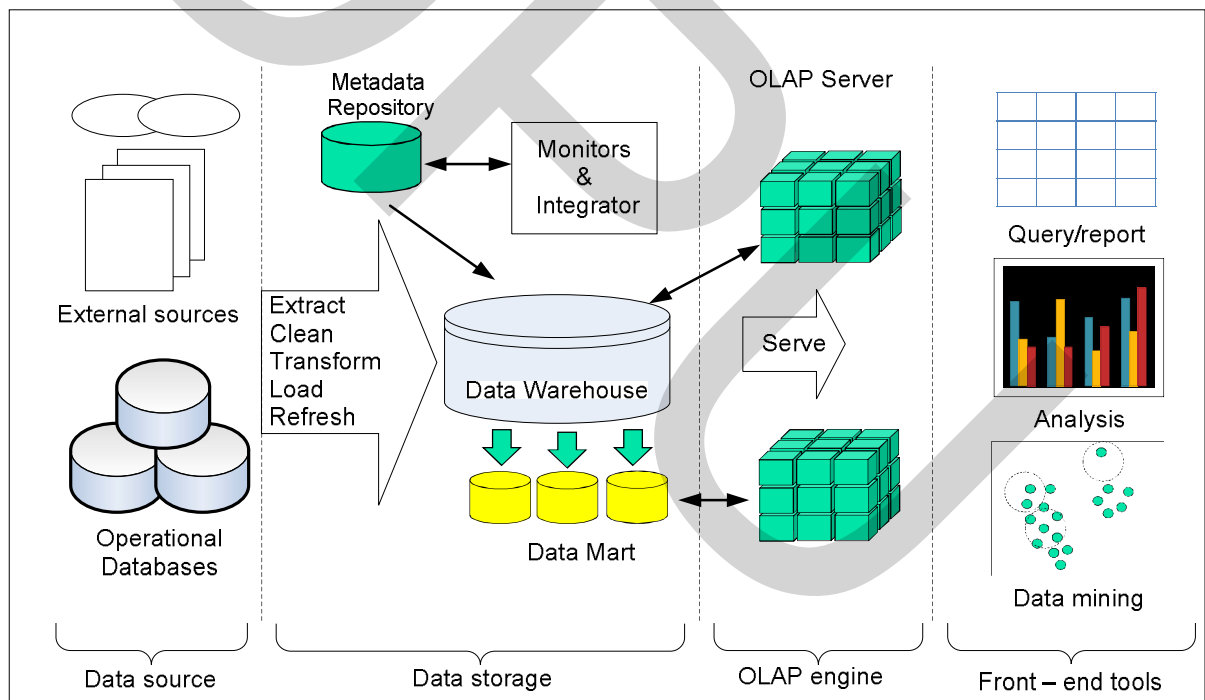 Metadata
Repository
OLAP Server
Monitors
&
Integrator
Query/report
External sources
Extract
Clean
Transform
Load
Refresh
Serve
Data Warehouse
Analysis
Operational
Databases
Data Mart
Data mining
Data source
Data storage
OLAP engine
Front – end tools